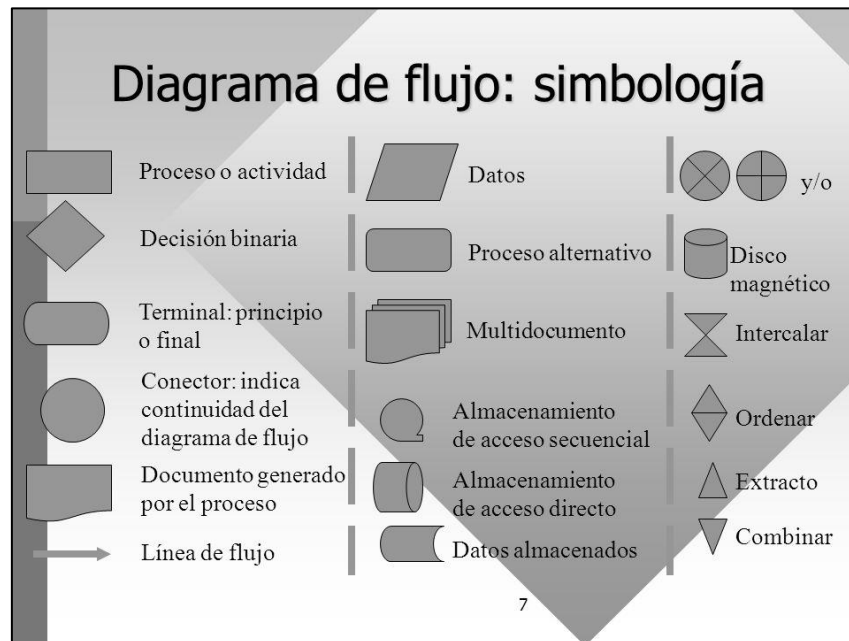 Diagrama de flujo: simbología
Proceso o actividad
Decisión binaria
Terminal: principio
o final
Conector: indica
continuidad del
diagrama de flujo
Documento generado
por el proceso
Línea de flujo
Datos
Proceso alternativo
Multidocumento
Almacenamiento
de acceso secuencial
Almacenamiento
de acceso directo
Datos almacenados
y/o
Disco
magnético
Intercalar
Ordenar
Extracto
Combinar
7